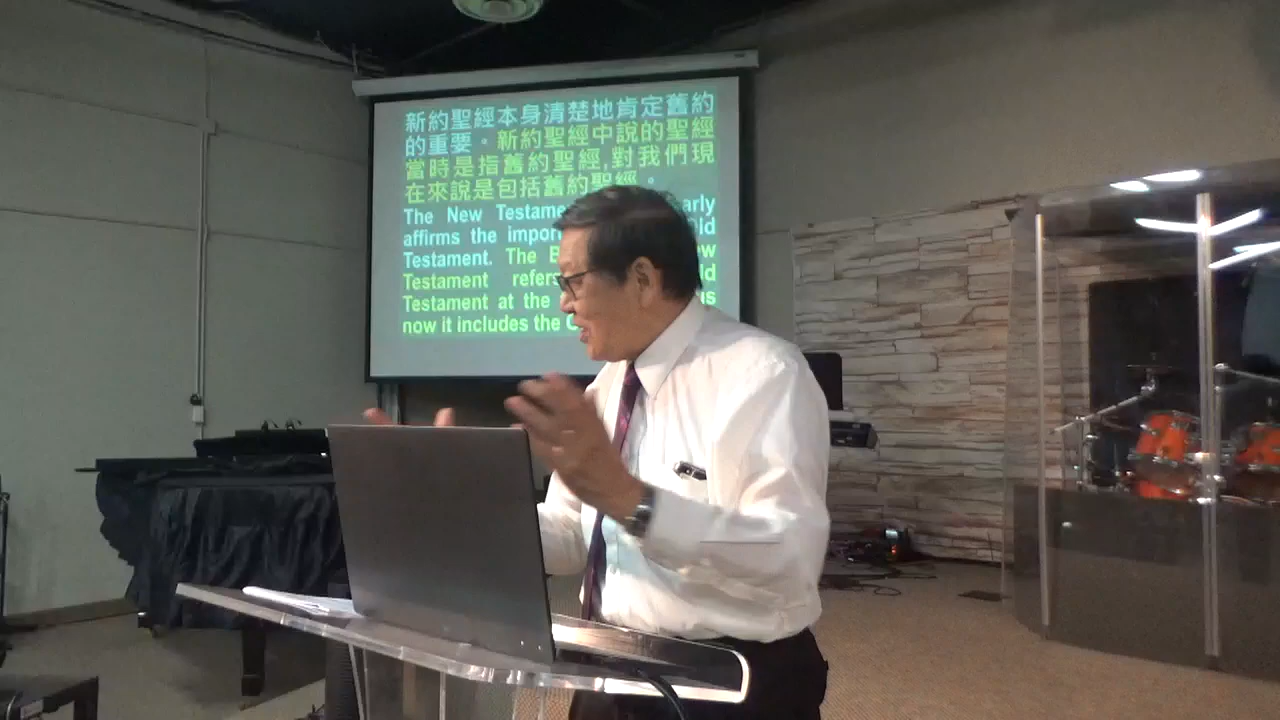 新約聖經本身清楚地肯定舊約
的重要。新約聖經中說的聖經
當時是指舊約聖經,對我們現
在來說是包括舊約聖經。
The New
affirms the
Testament. The
Testament refers
Testament at the
now it includes the